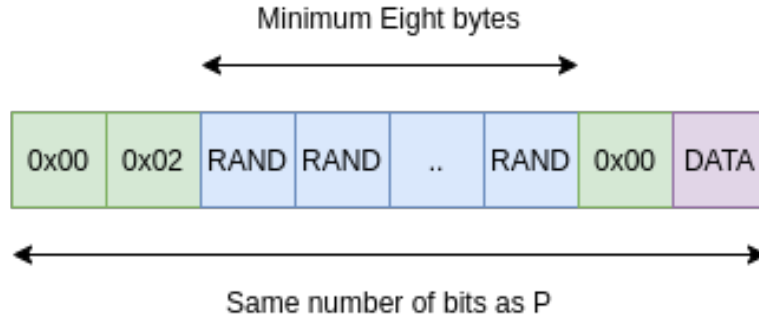 Minimum Eight bytes
0x00 0x02 RAND RAND .. RAND 0x00 DATA
Same number of bits as P